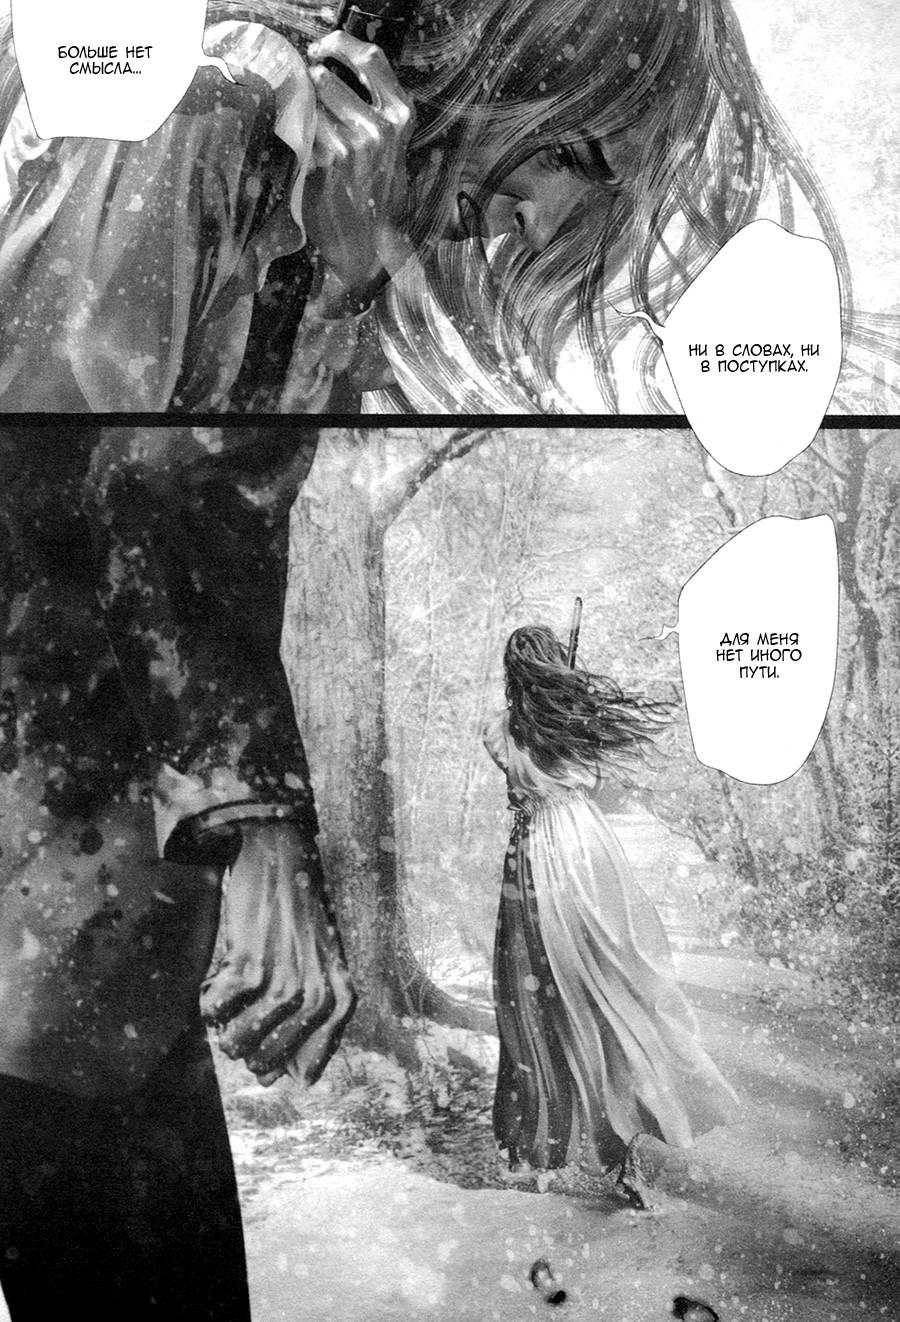 БОЛЬШЕ НЕТ
СМЫСЛА...
НИ В СЛОВАХ, НИ
В ПОСТУПКАХ.
ДЛЯ МЕНЯ
НЕТ ИНОГО
ПУТИ.